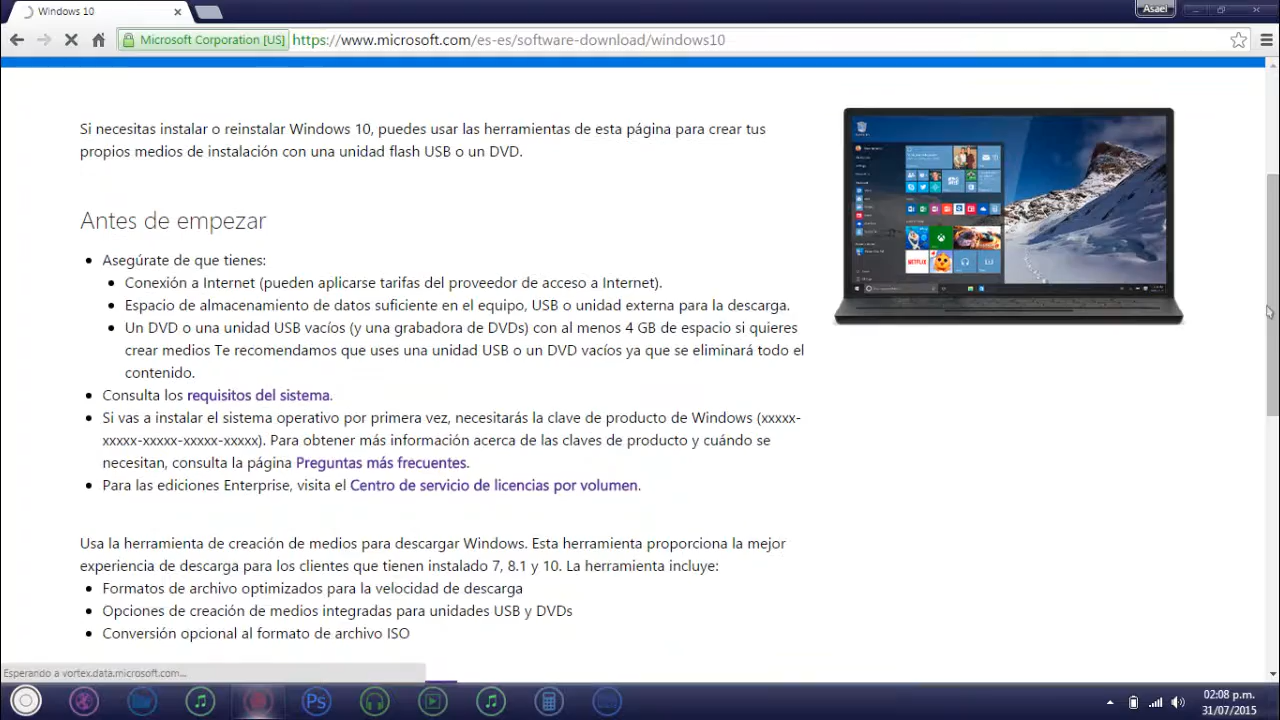 Windows 10
Asael
Microsoft Corporation [US] https://www.microsoft.com/es-es/software-download/windows10
Si necesitas instalar o reinstalar Windows 10, puedes usar las herramientas de esta página para crear tus
propios medios de instalación con una unidad flash USB o un DVD.
Antes de empezar
Asegúrate de que tienes:
Conexión a Internet (pueden aplicarse tarifas del proveedor de acceso a Internet).
Espacio de almacenamiento de datos suficiente en el equipo, USB o unidad externa para la descarga.
Un DVD o una unidad USB vacíos (y una grabadora de DVDs) con al menos 4 GB de espacio si quieres
crear medios Te recomendamos que uses una unidad USB o un DVD vacíos ya que se eliminará todo el
contenido.
Consulta los requisitos del sistema.
Si vas a instalar el sistema operativo por primera vez, necesitarás la clave de producto de Windows (xxxxx-
xxxxx-xxxxx-xxxxx-xxxxx). Para obtener más información acerca de las claves de producto y cuándo se
necesitan, consulta la página Preguntas más frecuentes.
Para las ediciones Enterprise, visita el Centro de servicio de licencias por volumen.
Usa la herramienta de creación de medios para descargar Windows. Esta herramienta proporciona la mejor
experiencia de descarga para los clientes que tienen instalado 7, 8.1 y 10. La herramienta incluye:
Formatos de archivo optimizados para la velocidad de descarga
Opciones de creación de medios integradas para unidades USB y DVDs
Conversión opcional al formato de archivo ISO
NETFLIX
Esperando a vortex.data.microsoft.com...
Ps
02:08 p.m.
31/07/2015